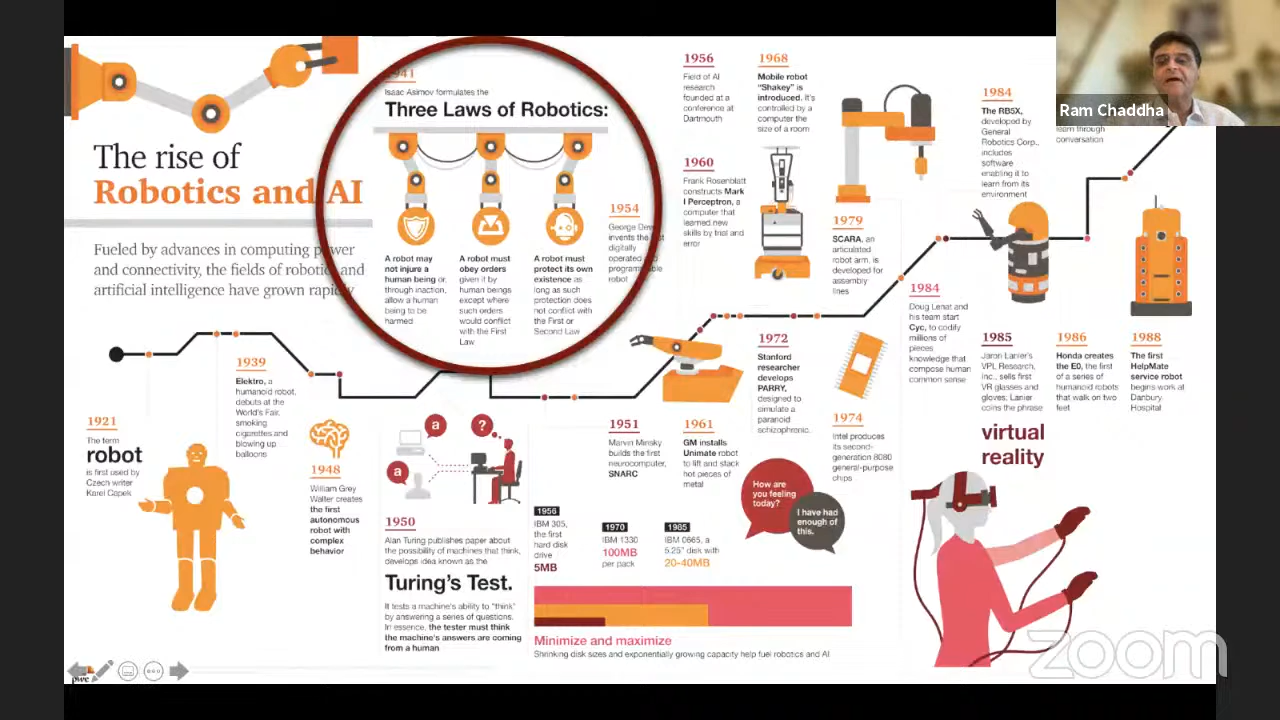 The rise of
Robotics and AI
Fueled by advances in computing power
and connectivity, the fields of robotic and
artificial intelligence have grown rapidly
1941
Isaac Asimov formulates the
Three Laws of Robotics:
A robot may
not injure a
human being or,
through inaction,
allow a human
being to be
harmed
A robot must
obey orders
given it by
human beings
except where
such orders
would conflict
with the First
Law
A robot must
protect its own
existence as
long as such
protection does
not conflict with
the First or
Second Law
1954
George Dev
invents the
digitally
operated
programmable
robot
1956
Field of AI
research
founded at a
conference at
Dartmouth
1968
Mobile robot
"Shakey" is
introduced. It's
controlled by a
computer the
size of a room
1960
Frank Rosenblatt
constructs Mark
I Perceptron, a
computer that
learned new
skills by trial and
error
1979
SCARA, an
articulated
robot arm, is
developed for
assembly
lines
1984
The RB5X,
developed by
General
Robotics Corp.,
includes
software
enabling it to
learn from its
environment
Ram Chaddha
learn through
conversation
1984
Doug Lenat and
his team start
Cyc, to codify
millions of
pieces
knowledge that
compose human
common sense
1985
Jaron Lanier's
VPL Research,
Inc., sells first
VR glasses and
gloves; Lanier
coins the phrase
virtual
reality
1986
Honda creates
the E0, the first
of a series of
humanoid robots
that walk on two
feet
1988
The first
HelpMate
service robot
begins work at
Danbury
Hospital
1921
The term
robot
is first used by
Czech writer
Karel Capek
1939
Elektro, a
humanoid robot,
debuts at the
World's Fair,
smoking
cigarettes and
blowing up
balloons
1948
William Grey
Walter creates
the first
autonomous
robot with
complex
behavior
a
?
a
1950
Alan Turing publishes paper about
the possibility of machines that think,
develops idea known as the
Turing's Test.
It tests a machine's ability to "think"
by answering a series of questions.
In essence, the tester must think
the machine's answers are coming
from a human
1951
Marvin Minsky
builds the first
neurocomputer,
SNARC
1961
GM installs
Unimate robot
to lift and stack
hot pieces of
metal
1972
Stanford
researcher
develops
PARRY,
designed to
simulate a
paranoid
schizophrenic.
1974
Intel produces
its second-
generation 8080
general-purpose
chips
How are
you feeling
today?
I have had
enough of
this.
1956
IBM 305,
the first
hard disk
drive
5MB
1970
IBM 1330
100MB
per pack
1985
IBM 0665, a
5.25" disk with
20-40MB
Minimize and maximize
Shrinking disk sizes and exponentially growing capacity help fuel robotics and AI
pwc
zoom